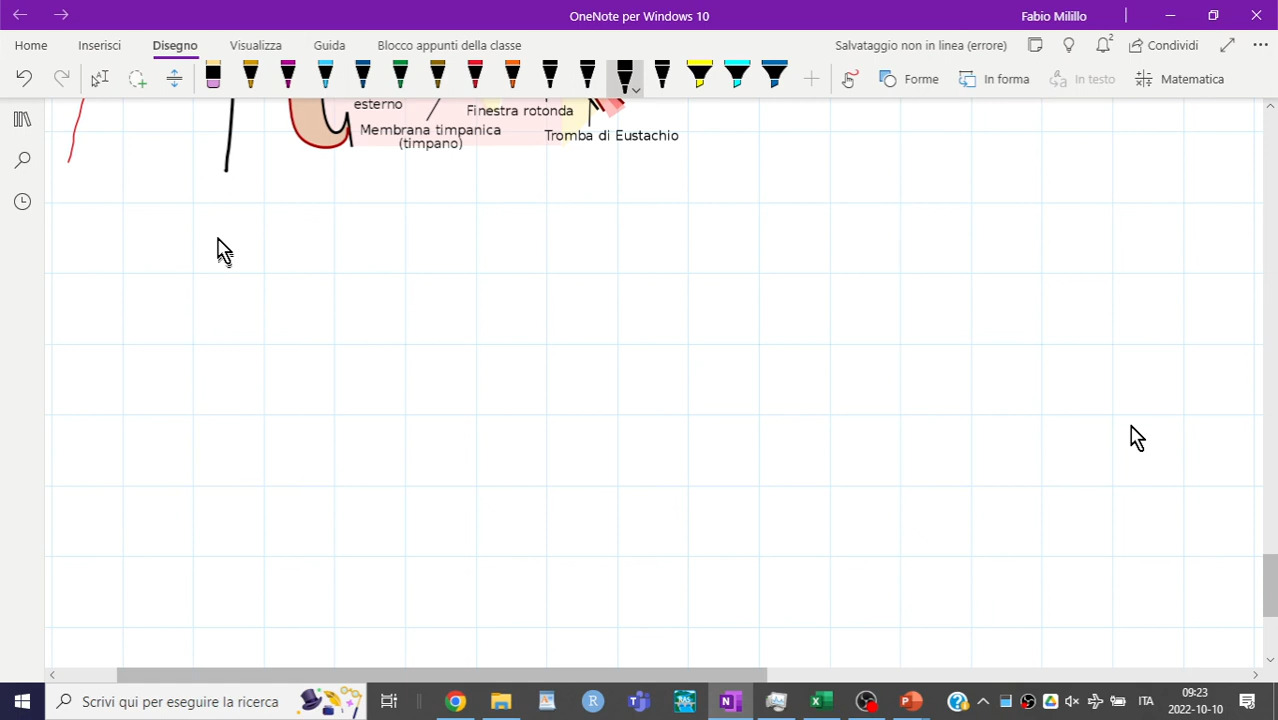 OneNote per Windows 10
Fabio Milillo
Home
Inserisci
Disegno
Visualizza
Guida
Blocco appunti della classe
Salvataggio non in linea (errore)
2
Condividi
Forme
In forma
In testo
Matematica
esterno
Finestra rotonda
Membrana timpanica
(timpano)
Tromba di Eustachio
Scrivi qui per eseguire la ricerca
ITA
09:23
2022-10-10